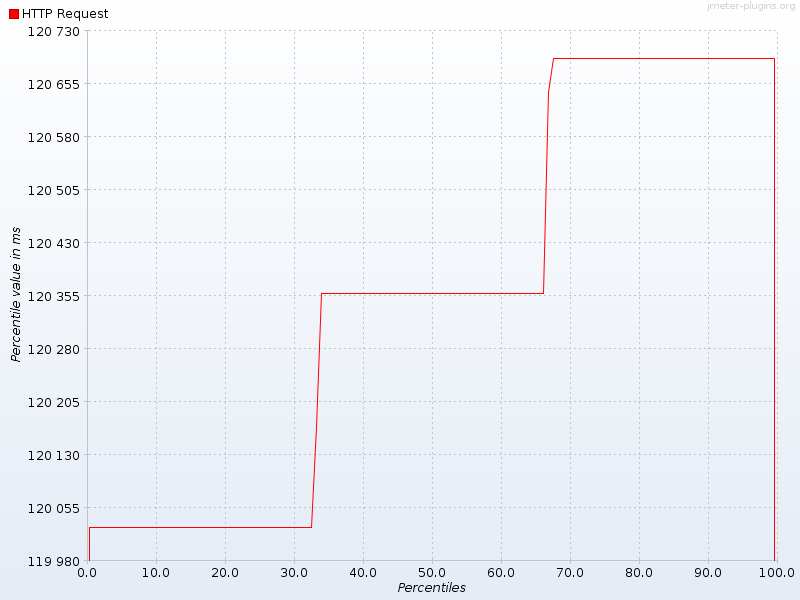 jmeter-plugins.org
HTTP Request
120 730
120 655
120 580
120 505
120 430
120 355
120 280
120 205
120 130
120 055
119 980
Percentile value in ms
0.0 10.0 20.0 30.0 40.0 50.0 60.0 70.0 80.0 90.0 100.0
Percentiles